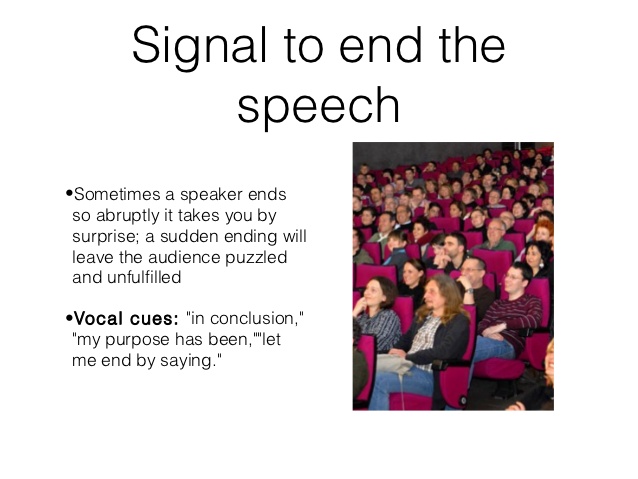 Signal to end the
speech
•Sometimes a speaker ends
so abruptly it takes you by
surprise; a sudden ending will
leave the audience puzzled
and unfulfilled
•Vocal cues: "in conclusion,"
"my purpose has been,""let
me end by saying."